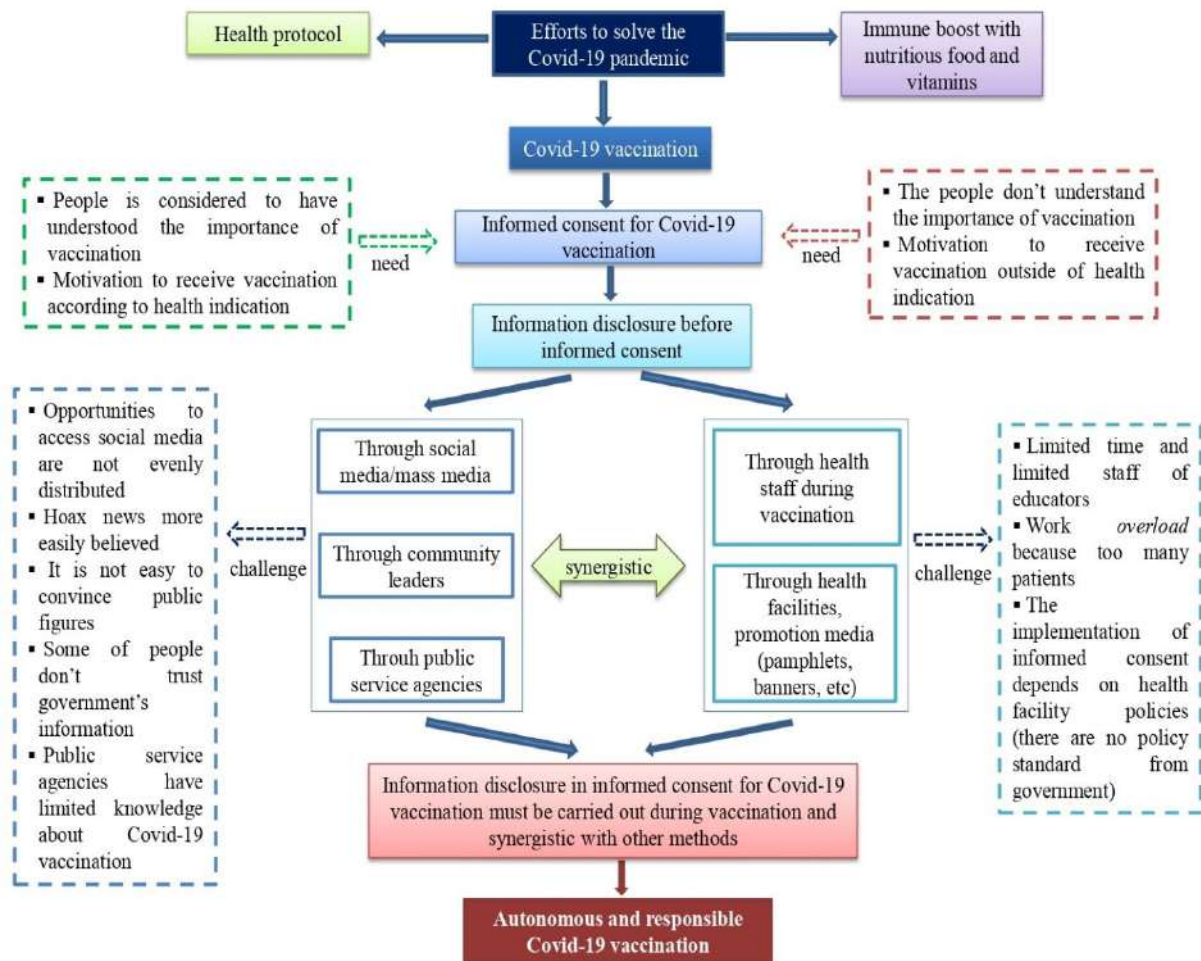 Health protocol
Efforts to solve the
Covid-19 pandemic
Immune boost with
nutritious food and
vitamins
Covid-19 vaccination
▪ People is considered to have
understood the importance of
vaccination
▪ Motivation to receive vaccination
according to health indication
need
Informed consent for Covid-19
vaccination
need
▪ The people don't understand
the importance of vaccination
▪ Motivation to receive
vaccination outside of health
indication
Information disclosure before
informed consent
▪ Opportunities to
access social media
are not evenly
distributed
▪ Hoax news more
easily believed
▪ It is not easy to
convince public
figures
▪ Some of people
don't trust
government's
information
▪ Public service
agencies have
limited knowledge
about Covid-19
vaccination
challenge
Through social
media/mass media
Through community
leaders
Throuh public
service agencies
synergistic
Through health
staff during
vaccination
Through health
facilities,
promotion media
(pamphlets,
banners, etc)
challenge
▪ Limited time and
limited staff of
educators
▪ Work overload
because too many
patients
▪ The
implementation of
informed consent
depends on health
facility policies
(there are no policy
standard from
government)
Information disclosure in informed consent for Covid-19
vaccination must be carried out during vaccination and
synergistic with other methods
Autonomous and responsible
Covid-19 vaccination